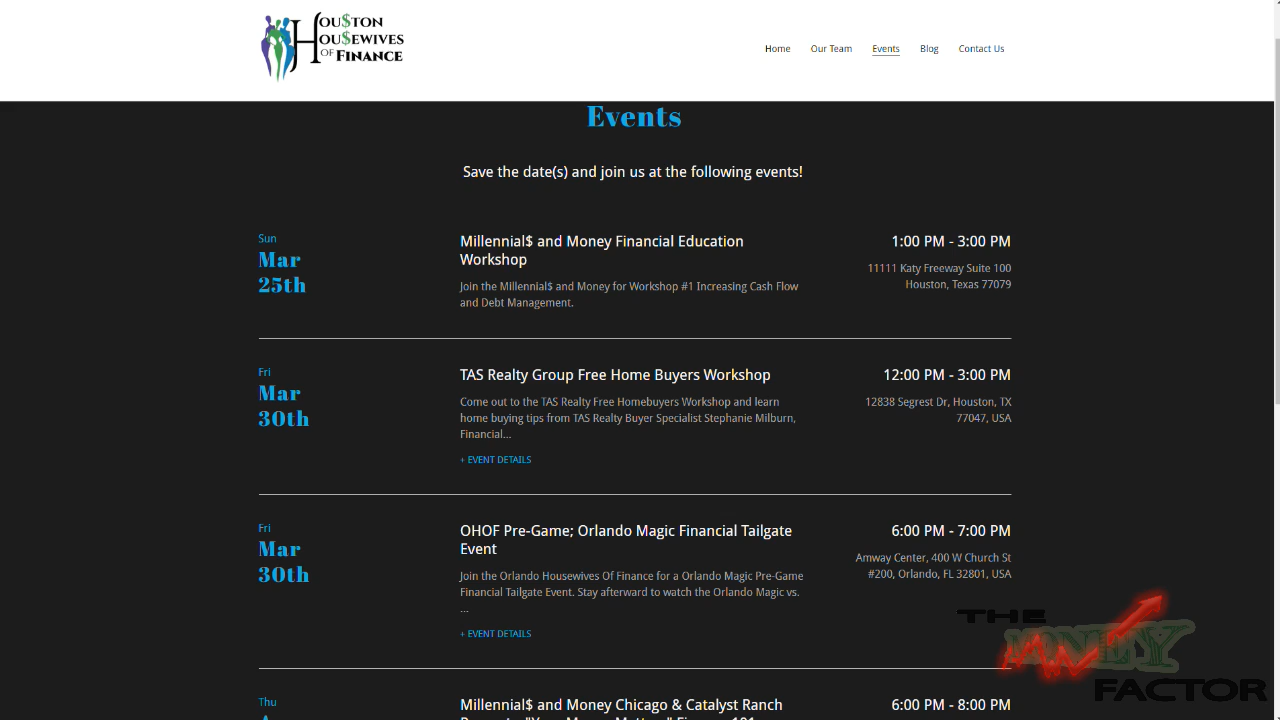 HOU$TON
HOU$EWIVES
OF FINANCE
Home Our Team Events Blog Contact Us
Events
Save the date(s) and join us at the following events!
Sun
Mar
25th
Millennial$ and Money Financial Education
Workshop
Join the Millennial$ and Money for Workshop #1 Increasing Cash Flow
and Debt Management.
1:00 PM - 3:00 PM
11111 Katy Freeway Suite 100
Houston, Texas 77079
Fri
Mar
30th
TAS Realty Group Free Home Buyers Workshop
Come out to the TAS Realty Free Homebuyers Workshop and learn
home buying tips from TAS Realty Buyer Specialist Stephanie Milburn,
Financial...
+ EVENT DETAILS
12:00 PM - 3:00 PM
12838 Segrest Dr, Houston, TX
77047, USA
Fri
Mar
30th
OHOF Pre-Game; Orlando Magic Financial Tailgate
Event
Join the Orlando Housewives Of Finance for a Orlando Magic Pre-Game
Financial Tailgate Event. Stay afterward to watch the Orlando Magic vs.
...
+ EVENT DETAILS
6:00 PM - 7:00 PM
Amway Center, 400 W Church St
#200, Orlando, FL 32801, USA
Thu
Millennial$ and Money Chicago & Catalyst Ranch
6:00 PM - 8:00 PM
THE
MONEY
FACTOR